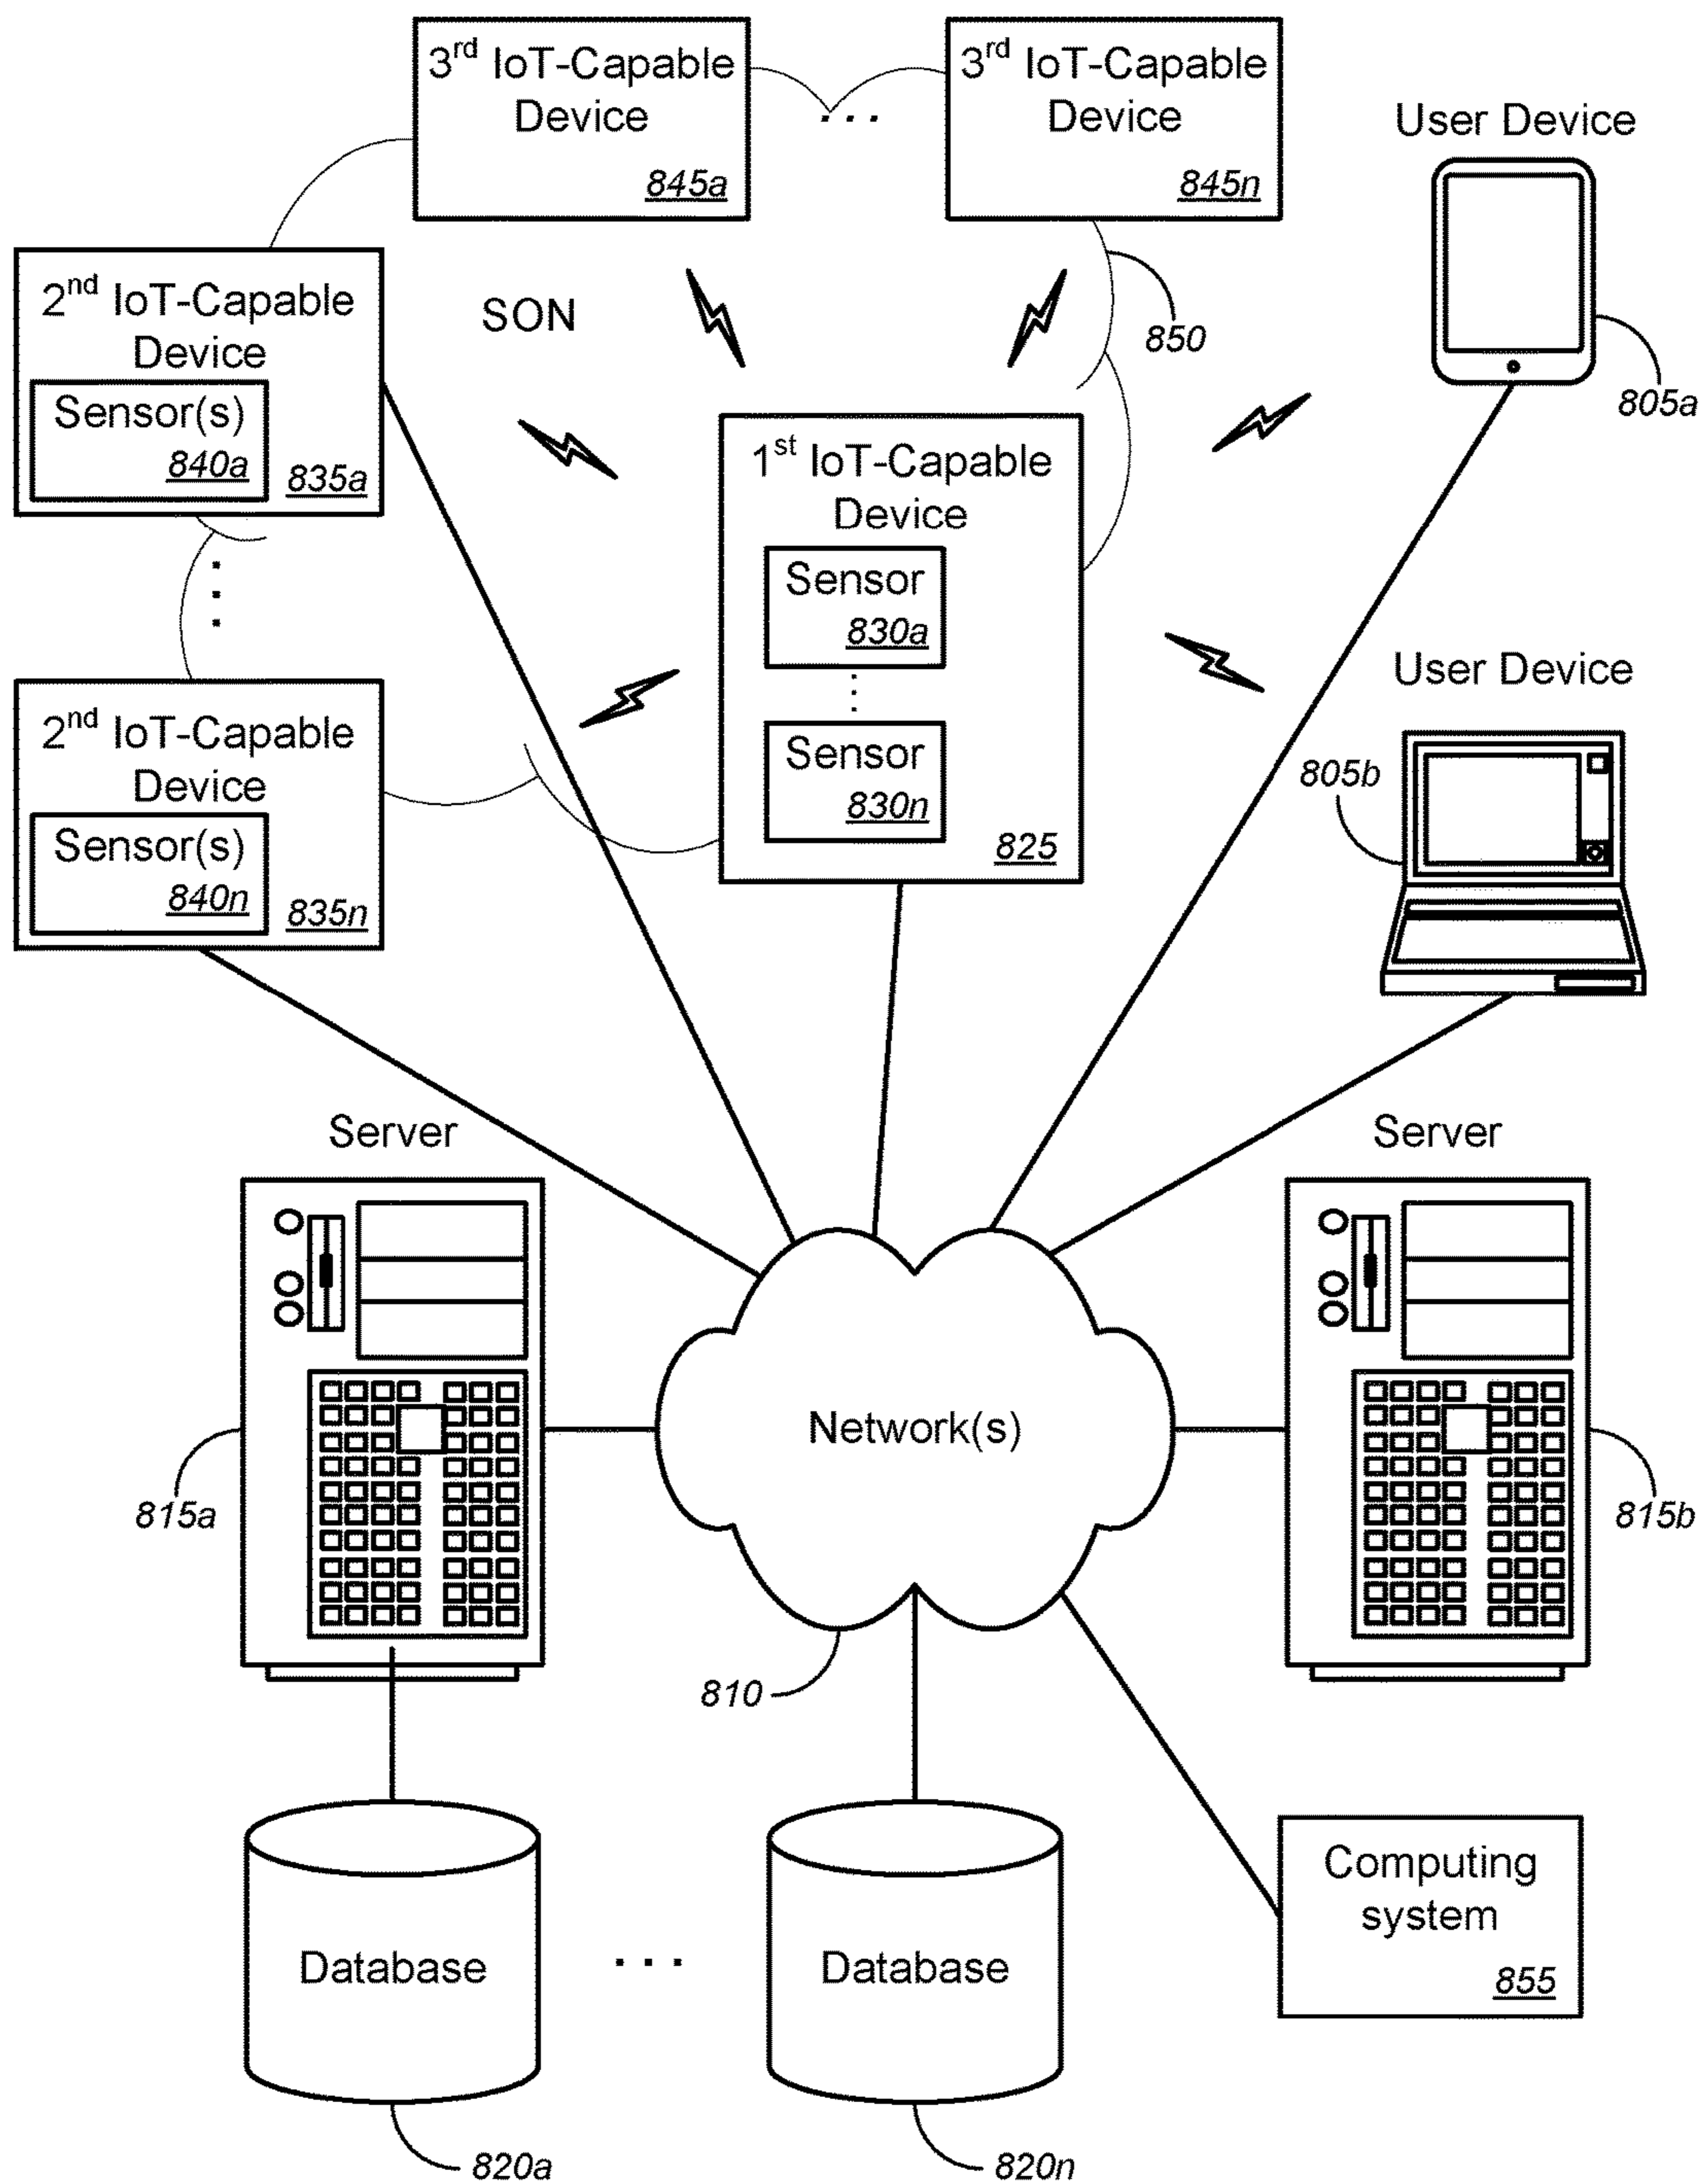 3rd IoT-Capable
Device
845a
. . .
3rd IoT-Capable
Device
845n
User Device
805a
850
SON
2nd IoT-Capable
Device
Sensor(s)
840a
835a
1st IoT-Capable
Device
Sensor
830a
Sensor
830n
825
User Device
805b
2nd IoT-Capable
Device
Sensor(s)
840n
835n
Server
815a
Server
815b
Network(s)
810
Database
820a
. . .
Database
820n
Computing
system
855